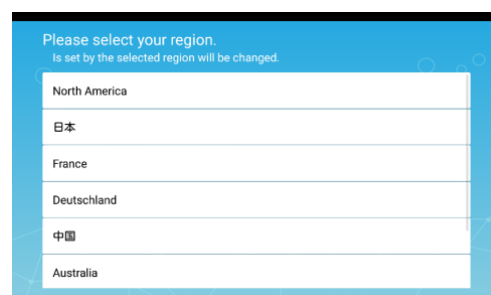 Please select your region.
Is set by the selected region will be changed.
North America
日本
France
Deutschland
中国
Australia